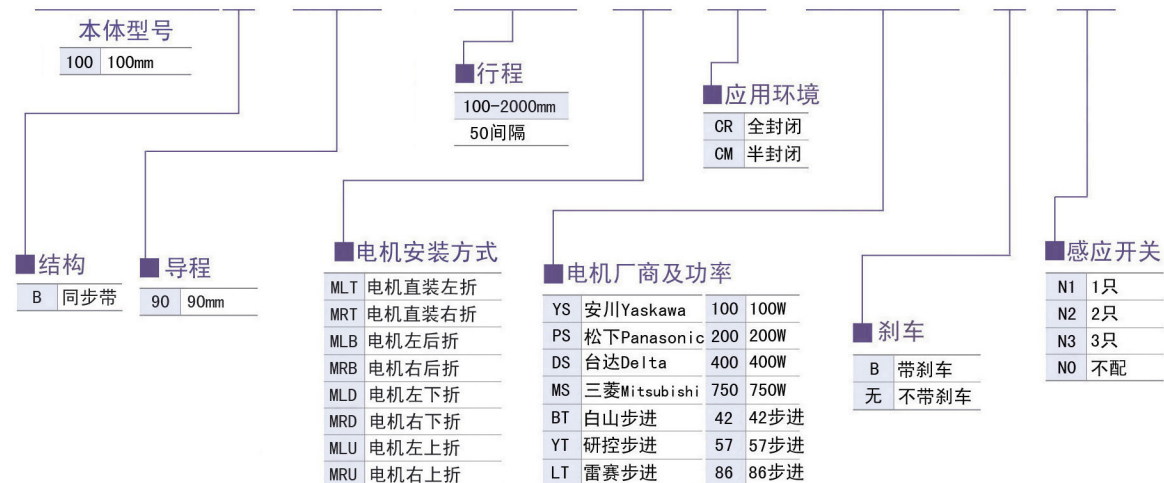 本体型号
100 100mm
■行程
100-2000mm
50间隔
■应用环境
CR 全封闭
CM 半封闭
■结构
B 同步带
■导程
90 90mm
■电机安装方式
MLT 电机直装左折
MRT 电机直装右折
MLB 电机左后折
MRB 电机右后折
MLD 电机左下折
MRD 电机右下折
MLU 电机左上折
MRU 电机右上折
■电机厂商及功率
YS 安川Yaskawa 100 100W
PS 松下Panasonic 200 200W
DS 台达Delta 400 400W
MS 三菱Mitsubishi 750 750W
BT 白山步进 42 42步进
YT 研控步进 57 57步进
LT 雷赛步进 86 86步进
■刹车
B 带刹车
无 不带刹车
■感应开关
N1 1只
N2 2只
N3 3只
N0 不配